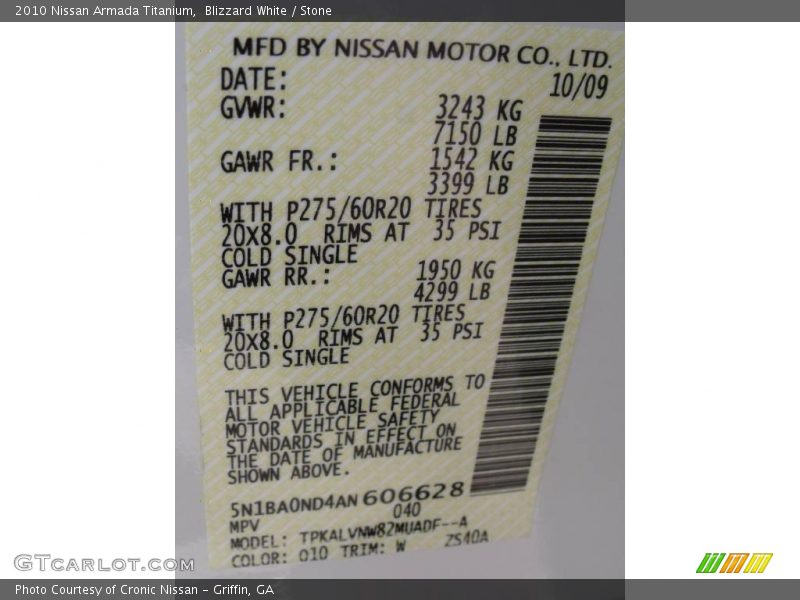 2010 Nissan Armada Titanium,  Blizzard White / Stone
MFD BY NISSAN MOTOR CO., LTD.
DATE: 10/09
GVWR: 3243 KG
7150 LB
GAWR FR.: 1542 KG
3399 LB
WITH P275/60R20 TIRES
20X8.0 RIMS AT 35 PSI
COLD SINGLE
GAWR RR.: 1950 KG
4299 LB
WITH P275/60R20 TIRES
20X8.0 RIMS AT 35 PSI
COLD SINGLE
THIS VEHICLE CONFORMS TO
ALL APPLICABLE FEDERAL
MOTOR VEHICLE SAFETY
STANDARDS IN EFFECT ON
THE DATE OF MANUFACTURE
SHOWN ABOVE.
5N1BA0ND4AN 606628
MPV 040
MODEL: TPKALVNW82MUADF--A
COLOR: 010 TRIM: W ZS40A
GTCARLOT.COM
Photo Courtesy of Cronic Nissan - Griffin, GA